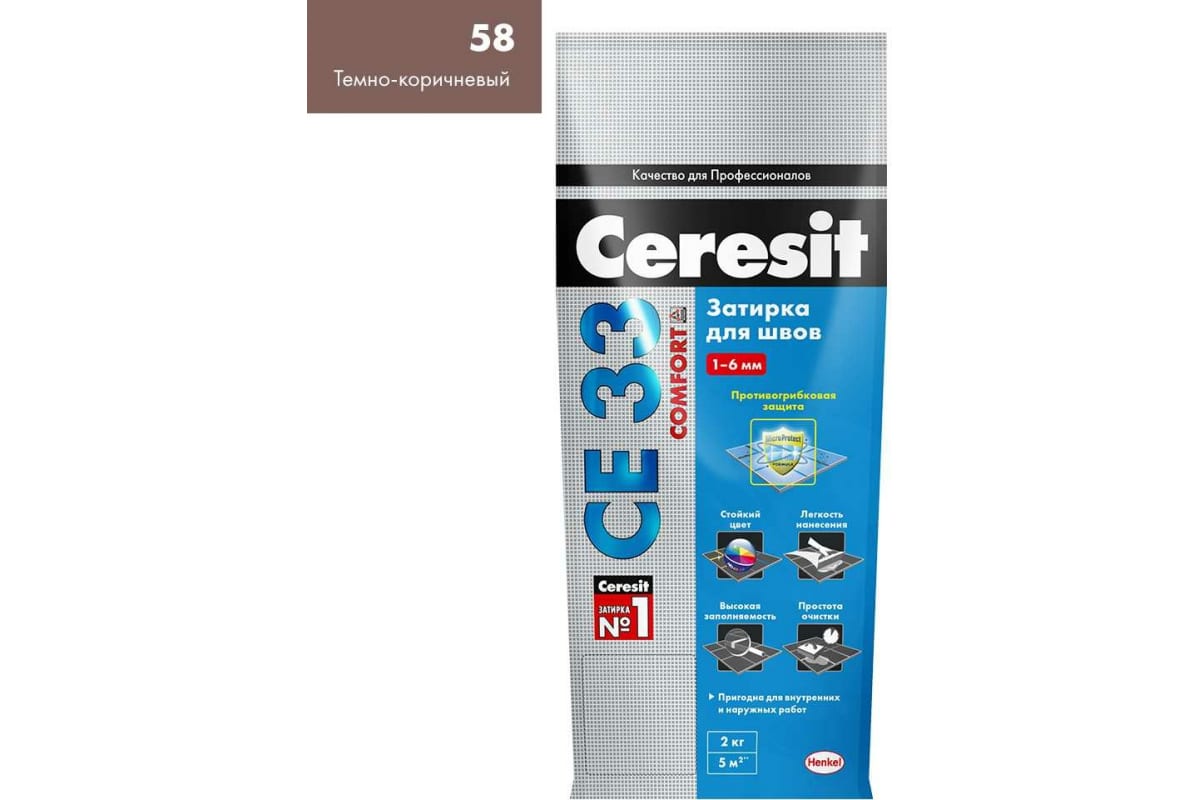 58
Темно-коричневый
Качество для Профессионалов
Ceresit
CE 33
COMFORT
Затирка
для швов
1-6 мм
Противогрибковая
защита
MicroProtect
FORMULA
Стойкий
цвет
Легкость
нанесения
Высокая
заполняемость
Простота
очистки
Ceresit
ЗАТИРКА
№1
Пригодна для внутренних
и наружных работ
2 кг
5 м²**
Henkel